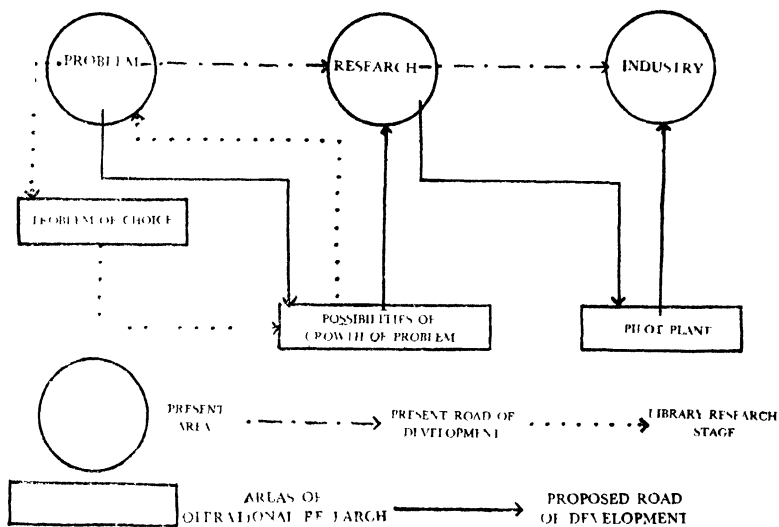 PROBLEM
RESEARCH
INDUSTRY
PROBLEM OF CHOICE
POSSIBILITIES OF
GROWTH OF PROBLEM
PILOT PLANT
PRESENT
AREA
PRESENT ROAD OF
DEVELOPMENT
LIBRARY RESEARCH
STAGE
AREAS OF
OPERATIONAL RESEARCH
PROPOSED ROAD
OF DEVELOPMENT